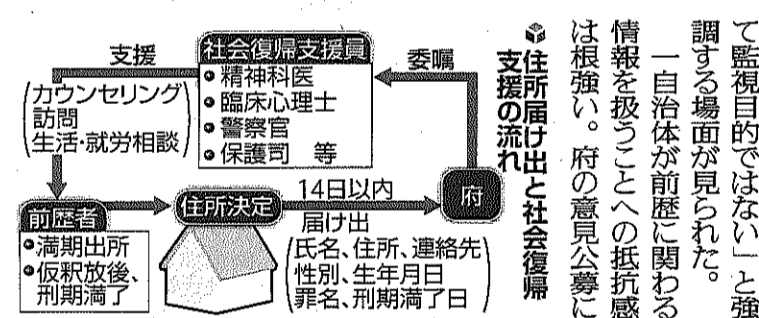 て監視目的ではない」と強
調する場面が見られた。
一自治体が前歴に関わる
情報を扱うことへの抵抗感
は根強い。府の意見公募に
住所届け出と社会復帰
支援の流れ
社会復帰支援員
精神科医
臨床心理士
警察官
保護司 等
委嘱
支援
(カウンセリング
訪問
生活・就労相談)
府
前歴者
満期出所
仮釈放後、
刑期満了
住所決定
14日以内
届け出
(氏名、住所、連絡先
性別、生年月日
罪名、刑期満了日)